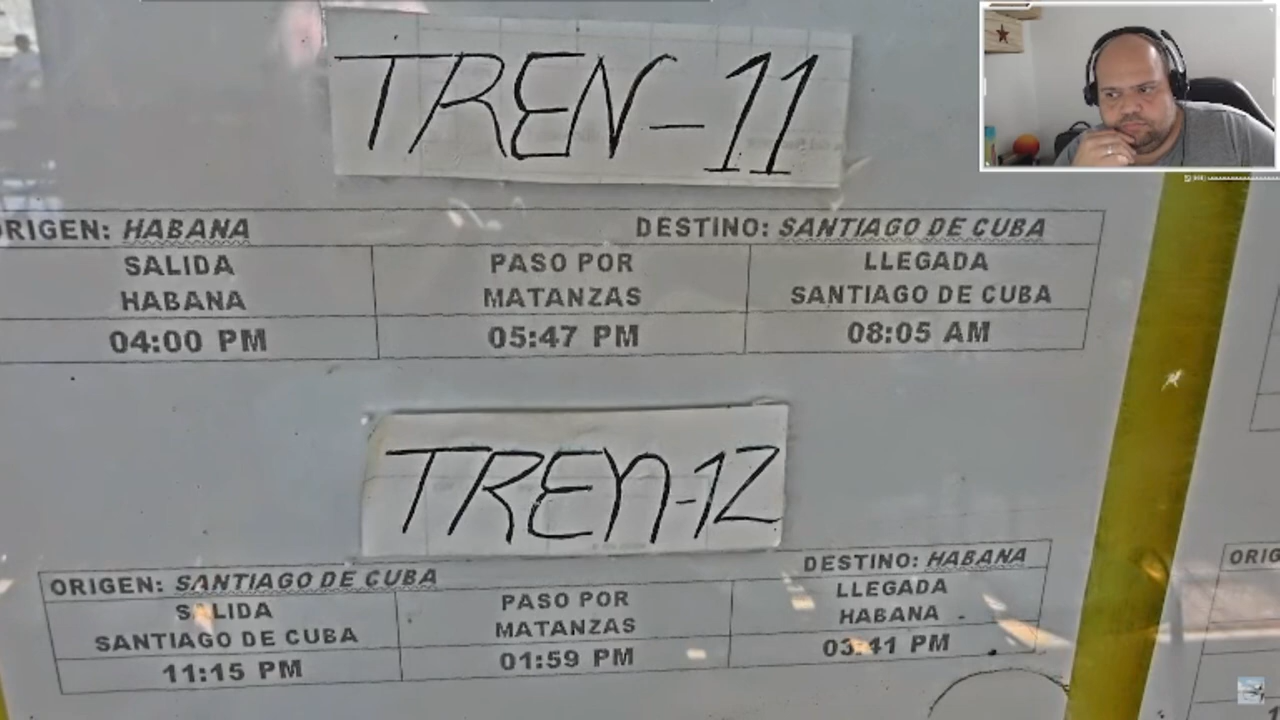 TREN-11
ORIGEN: HABANA DESTINO: SANTIAGO DE CUBA
SALIDA HABANA
PASO POR MATANZAS
LLEGADA SANTIAGO DE CUBA
04:00 PM 05:47 PM 08:05 AM
TREN-12
ORIGEN: SANTIAGO DE CUBA DESTINO: HABANA
SALIDA SANTIAGO DE CUBA
PASO POR MATANZAS
LLEGADA HABANA
11:15 PM 01:59 PM 03:41 PM
ORIG